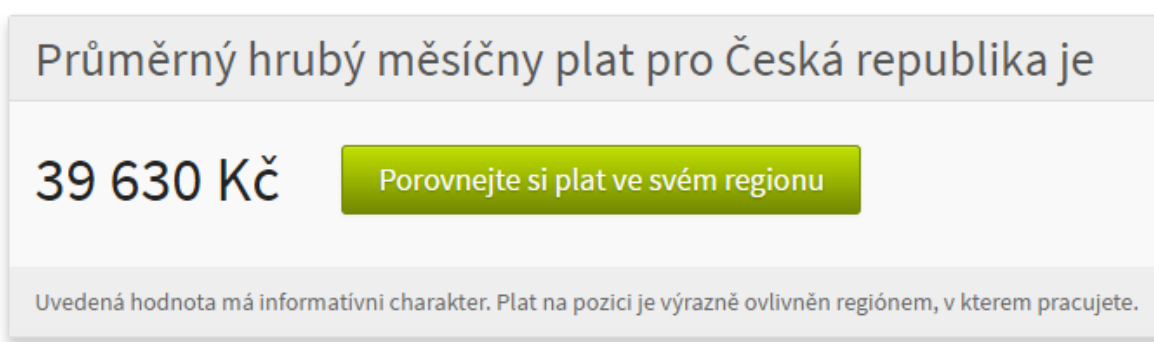 Průměrný hrubý měsíčny plat pro Česká republika je
39 630 Kč
Porovnejte si plat ve svém regionu
Uvedená hodnota má informatívni charakter. Plat na pozici je výrazně ovlivněn regiónem, v kterem pracujete.